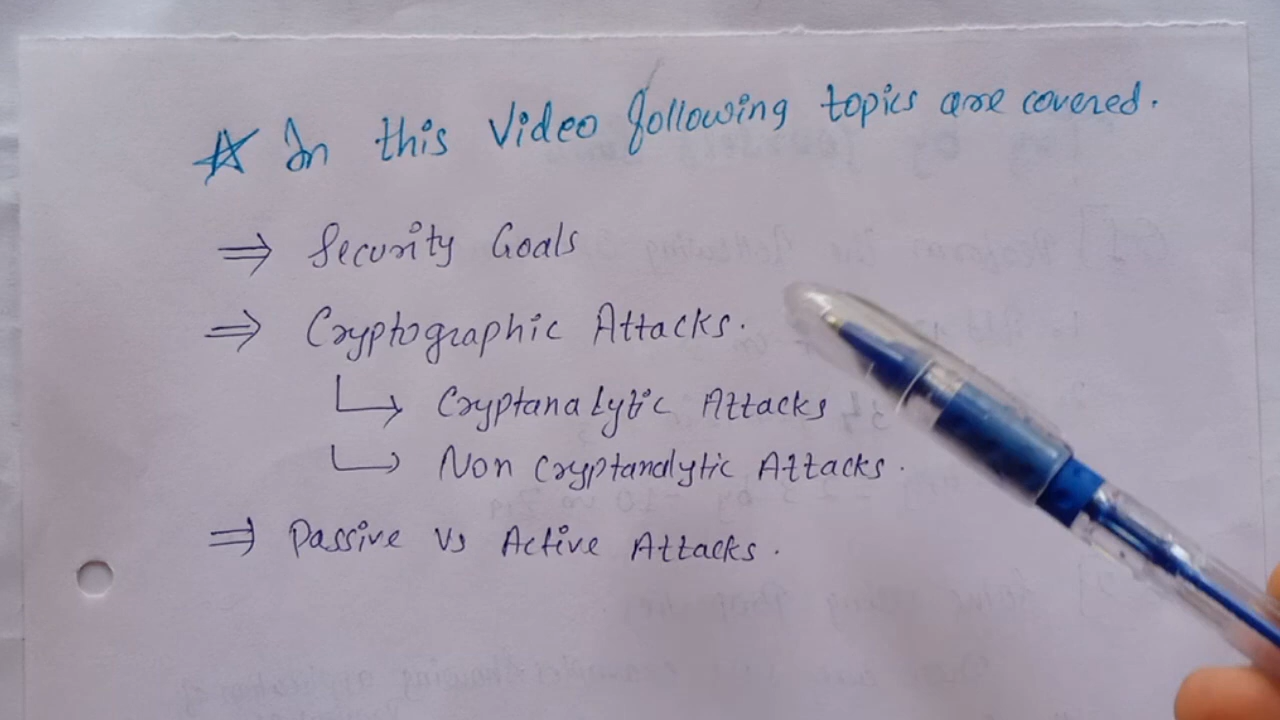 ☆ In this Video following topics are covered.
⇒ Security Goals
⇒ Cryptographic Attacks.
↳ Cryptanalytic Attacks
↳ Non Cryptanalytic Attacks.
⇒ Passive Vs Active Attacks.